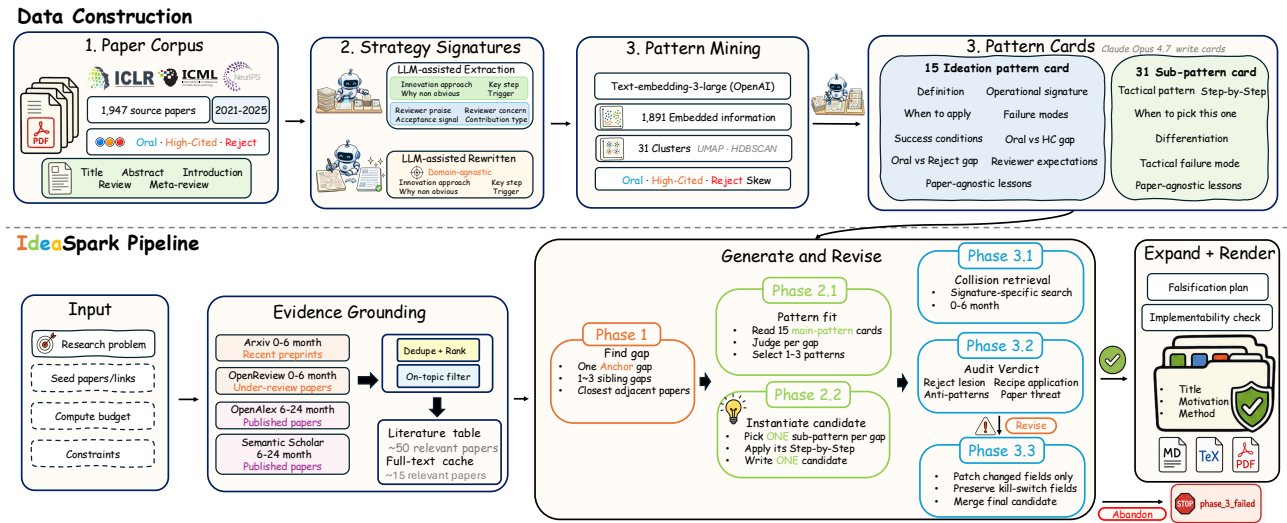 Data Construction
1. Paper Corpus
ICLR
ICML
NeurIPS
1,947 source papers
2021-2025
PDF
Oral · High-Cited · Reject
Title Abstract Introduction
Review Meta-review
2. Strategy Signatures
LLM-assisted Extraction
Innovation approach Key step
Why non obvious Trigger
Reviewer praise Reviewer concern
Acceptance signal Contribution type
LLM-assisted Rewritten
Domain-agnostic
Innovation approach Key step
Why non obvious Trigger
3. Pattern Mining
Text-embedding-3-large (OpenAI)
1,891 Embedded information
31 Clusters UMAP · HDBSCAN
Oral · High-Cited · Reject Skew
3. Pattern Cards Claude Opus 4.7 write cards
15 Ideation pattern card
Definition Operational signature
When to apply Failure modes
Success conditions Oral vs HC gap
Oral vs Reject gap Reviewer expectations
Paper-agnostic lessons
31 Sub-pattern card
Tactical pattern Step-by-Step
When to pick this one
Differentiation
Tactical failure mode
Paper-agnostic lessons
IdeaSpark Pipeline
Input
Research problem
Seed papers/links
Compute budget
Constraints
Evidence Grounding
Arxiv 0-6 month
Recent preprints
OpenReview 0-6 month
Under-review papers
OpenAlex 6-24 month
Published papers
Semantic Scholar
6-24 month
Published papers
Dedupe + Rank
On-topic filter
Literature table
~50 relevant papers
Full-text cache
~15 relevant papers
Generate and Revise
Phase 1
Find gap
• One Anchor gap
• 1~3 sibling gaps
• Closest adjacent papers
Phase 2.1
Pattern fit
• Read 15 main-pattern cards
• Judge per gap
• Select 1-3 patterns
Phase 2.2
Instantiate candidate
• Pick ONE sub-pattern per gap
• Apply its Step-by-Step
• Write ONE candidate
Phase 3.1
Collision retrieval
• Signature-specific search
• 0-6 month
Phase 3.2
Audit Verdict
Reject lesion Recipe application
Anti-patterns Paper threat
Revise
Phase 3.3
• Patch changed fields only
• Preserve kill-switch fields
• Merge final candidate
Expand + Render
Falsification plan
Implementability check
• Title
• Motivation
• Method
MD
TeX
PDF
Abandon
STOP
phase_3_failed